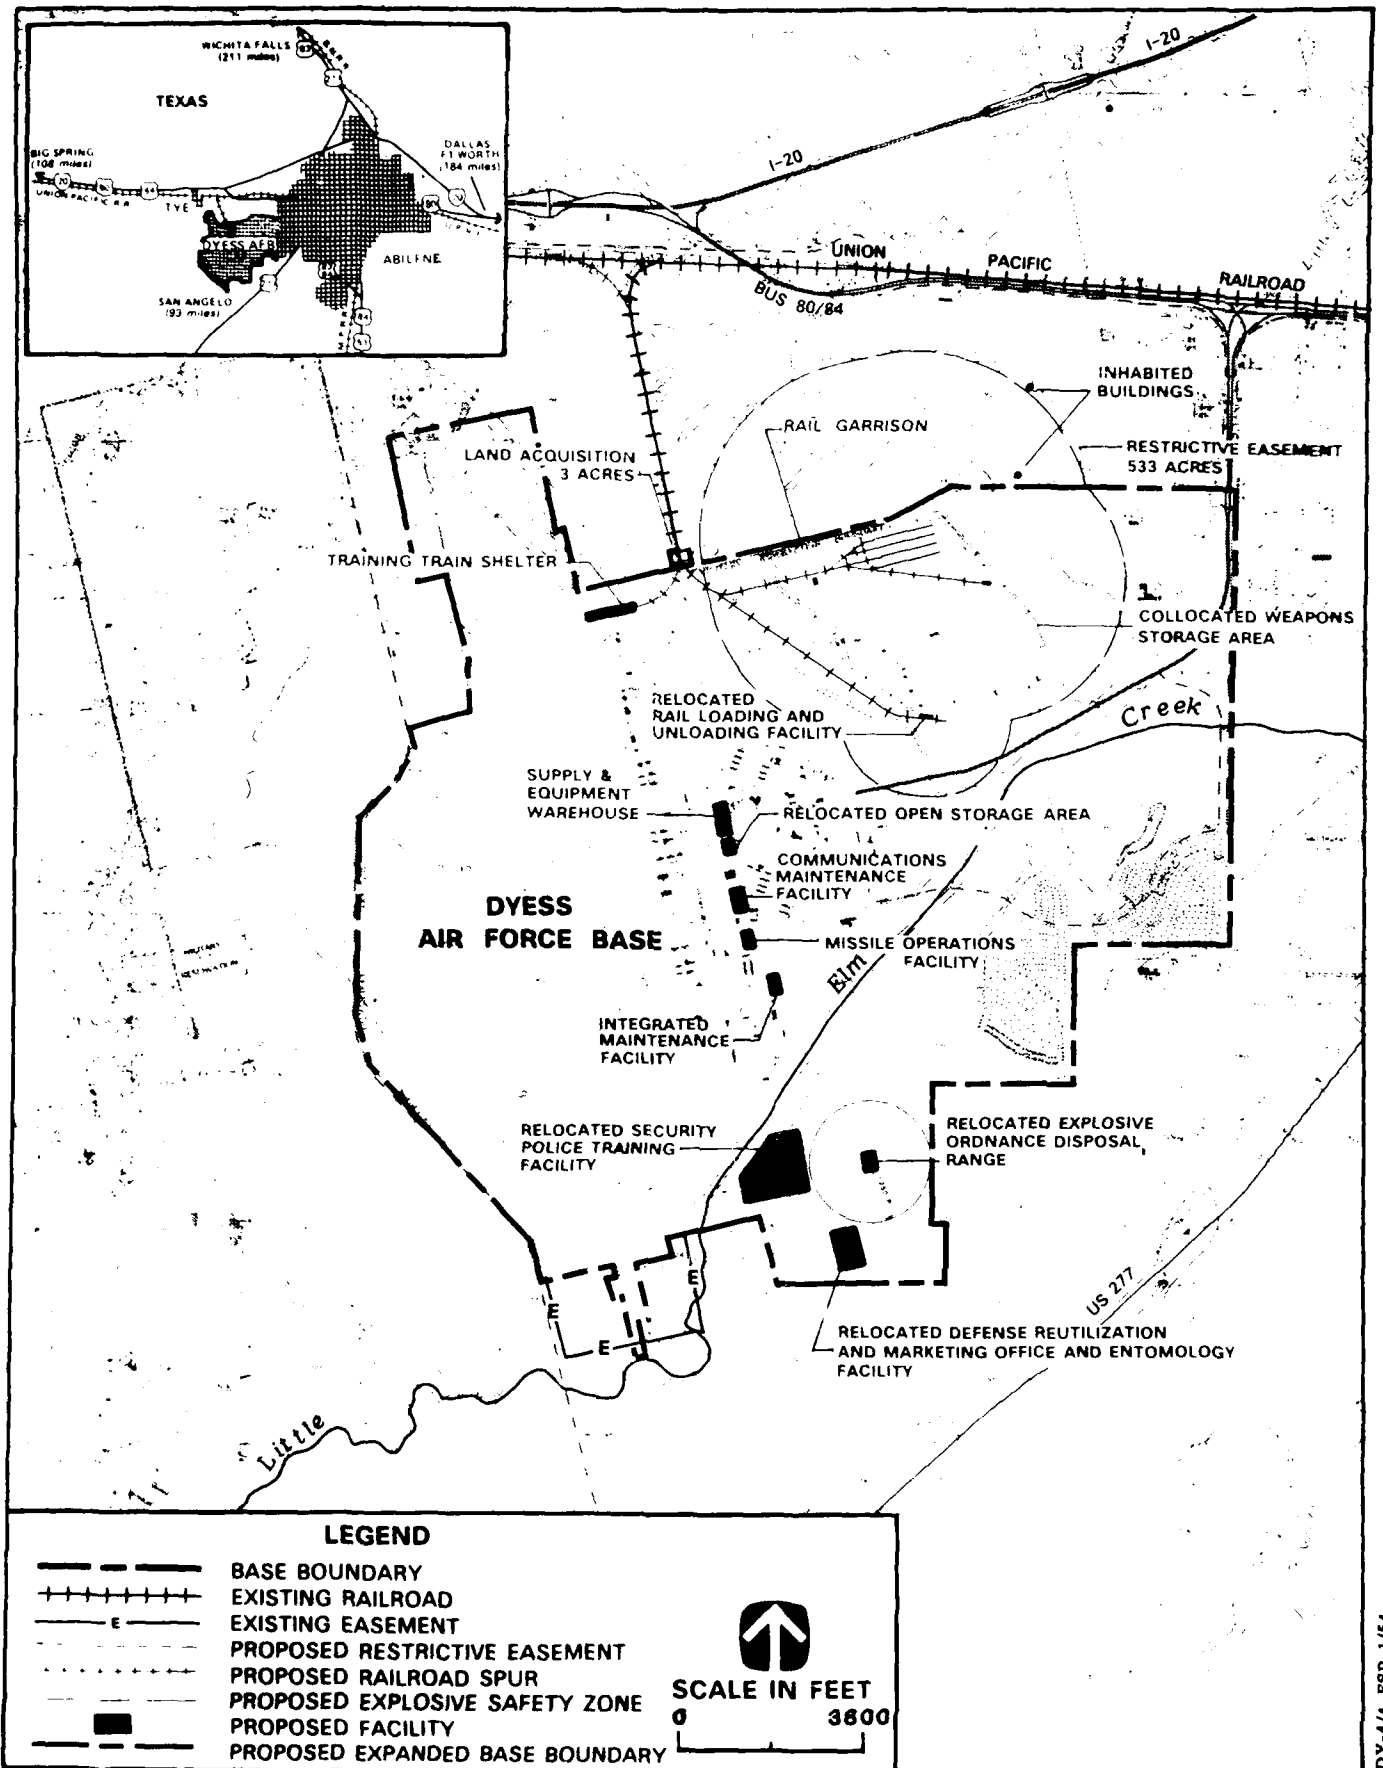 WICHITA FALLS
(211 miles)
TEXAS
BIG SPRING
(108 miles)
UNION PACIFIC R.R.
TYE
DYESS AFB
ABILENE
DALLAS
FT WORTH
(184 miles)
SAN ANGELO
(93 miles)
I-20
I-20
UNION PACIFIC RAILROAD
BUS 80/84
INHABITED
BUILDINGS
RAIL GARRISON
RESTRICTIVE EASEMENT
533 ACRES
LAND ACQUISITION
3 ACRES
TRAINING TRAIN SHELTER
COLLOCATED WEAPONS
STORAGE AREA
RELOCATED
RAIL LOADING AND
UNLOADING FACILITY
Creek
SUPPLY &
EQUIPMENT
WAREHOUSE
RELOCATED OPEN STORAGE AREA
COMMUNICATIONS
MAINTENANCE
FACILITY
DYESS
AIR FORCE BASE
MISSILE OPERATIONS
FACILITY
MILITARY
RESERVATION
Elm
INTEGRATED
MAINTENANCE
FACILITY
RELOCATED SECURITY
POLICE TRAINING
FACILITY
RELOCATED EXPLOSIVE
ORDNANCE DISPOSAL
RANGE
E
E
E
US 277
RELOCATED DEFENSE REUTILIZATION
AND MARKETING OFFICE AND ENTOMOLOGY
FACILITY
Little
LEGEND
BASE BOUNDARY
EXISTING RAILROAD
E EXISTING EASEMENT
PROPOSED RESTRICTIVE EASEMENT
PROPOSED RAILROAD SPUR
PROPOSED EXPLOSIVE SAFETY ZONE
PROPOSED FACILITY
PROPOSED EXPANDED BASE BOUNDARY
SCALE IN FEET
0 3600